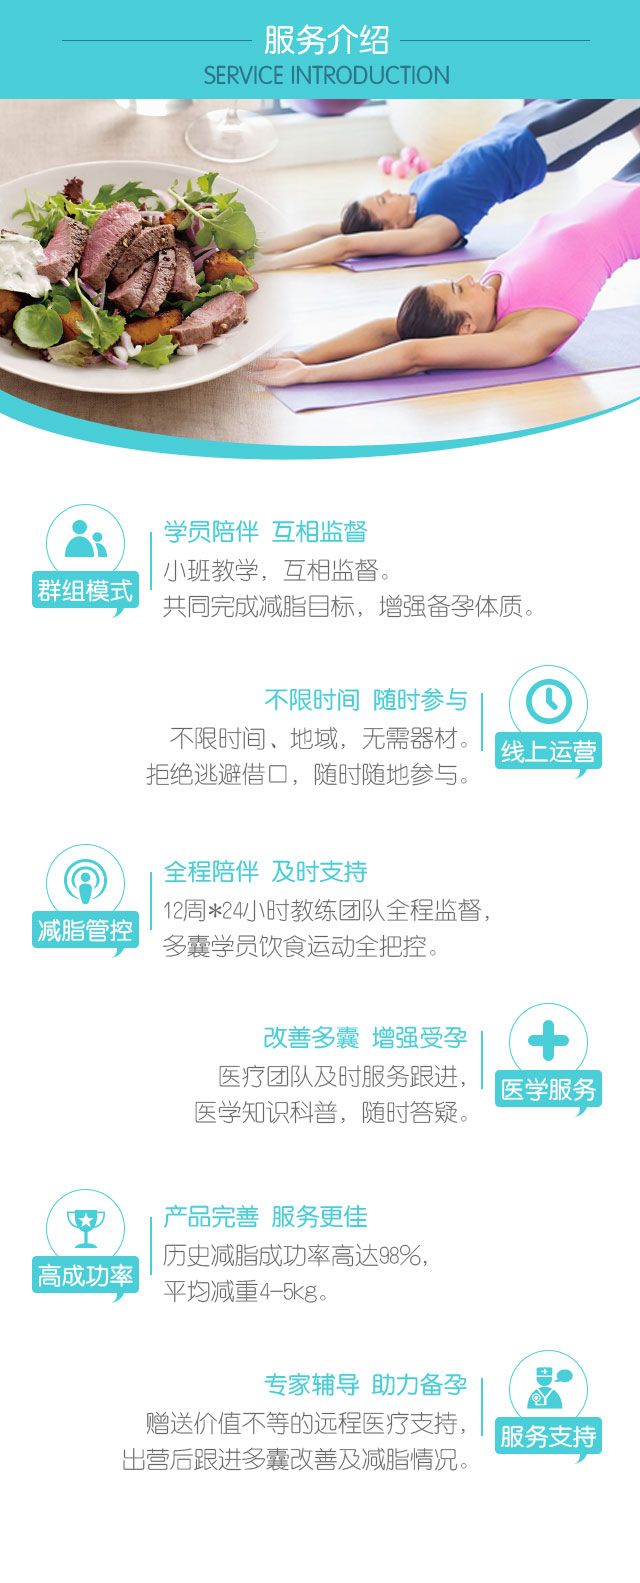 服务介绍
SERVICE INTRODUCTION
学员陪伴 互相监督
小班教学，互相监督。
共同完成减脂目标，增强备孕体质。
群组模式
不限时间 随时参与
不限时间、地域，无需器材。
拒绝逃避借口，随时随地参与。
线上运营
全程陪伴 及时支持
12周*24小时教练团队全程监督，
多囊学员饮食运动全把控。
减脂管控
改善多囊 增强受孕
医疗团队及时服务跟进，
医学知识科普，随时答疑。
医学服务
产品完善 服务更佳
历史减脂成功率高达98%，
平均减重4-5kg。
高成功率
专家辅导 助力备孕
赠送价值不等的远程医疗支持，
出营后跟进多囊改善及减脂情况。
服务支持